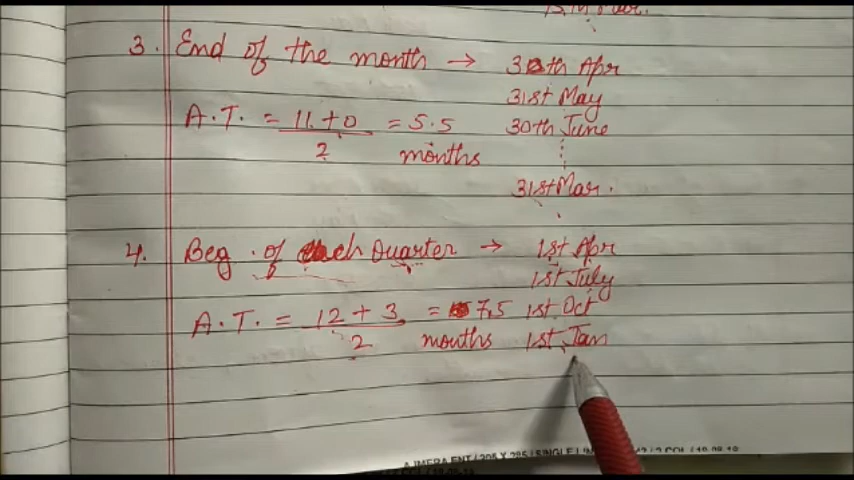 3. End of the month → 30th Apr
31st May
A.T. = 11+0 / 2 = 5.5 months
30th June
31st Mar.
4. Beg. of each Quarter → 1st Apr
1st July
A.T. = 12 + 3 / 2 = 7.5 months
1st Oct
1st Jan